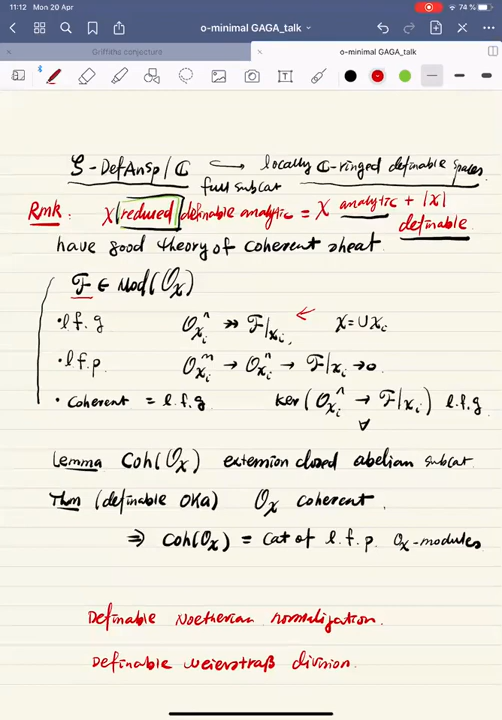 11:12 Mon 20 Apr
74 %
o-minimal GAGA_talk
Griffiths conjecture
o-minimal GAGA_talk
ζ-DefAnsp/ℂ ↪ locally ℂ-ringed definable spaces
full subcat
Rmk: X reduced definable analytic = X analytic + |X| definable
have good theory of coherent sheaf.
F ∈ Mod(O_X)
· l.f.g O_{X_i}^n ↠ F|_{X_i}, ← X = ∪X_i
· l.f.p. O_{X_i}^m → O_{X_i}^n → F|_{X_i} → 0
· coherent = l.f.g ker(O_{X_i}^n → F|_{X_i}) l.f.g
∀
Lemma Coh(O_X) extension closed abelian subcat.
Thm (definable OKA) O_X coherent.
⇒ Coh(O_X) = cat of l.f.p. O_X-modules
Definable Noetherian normalization.
Definable Weierstraß division.